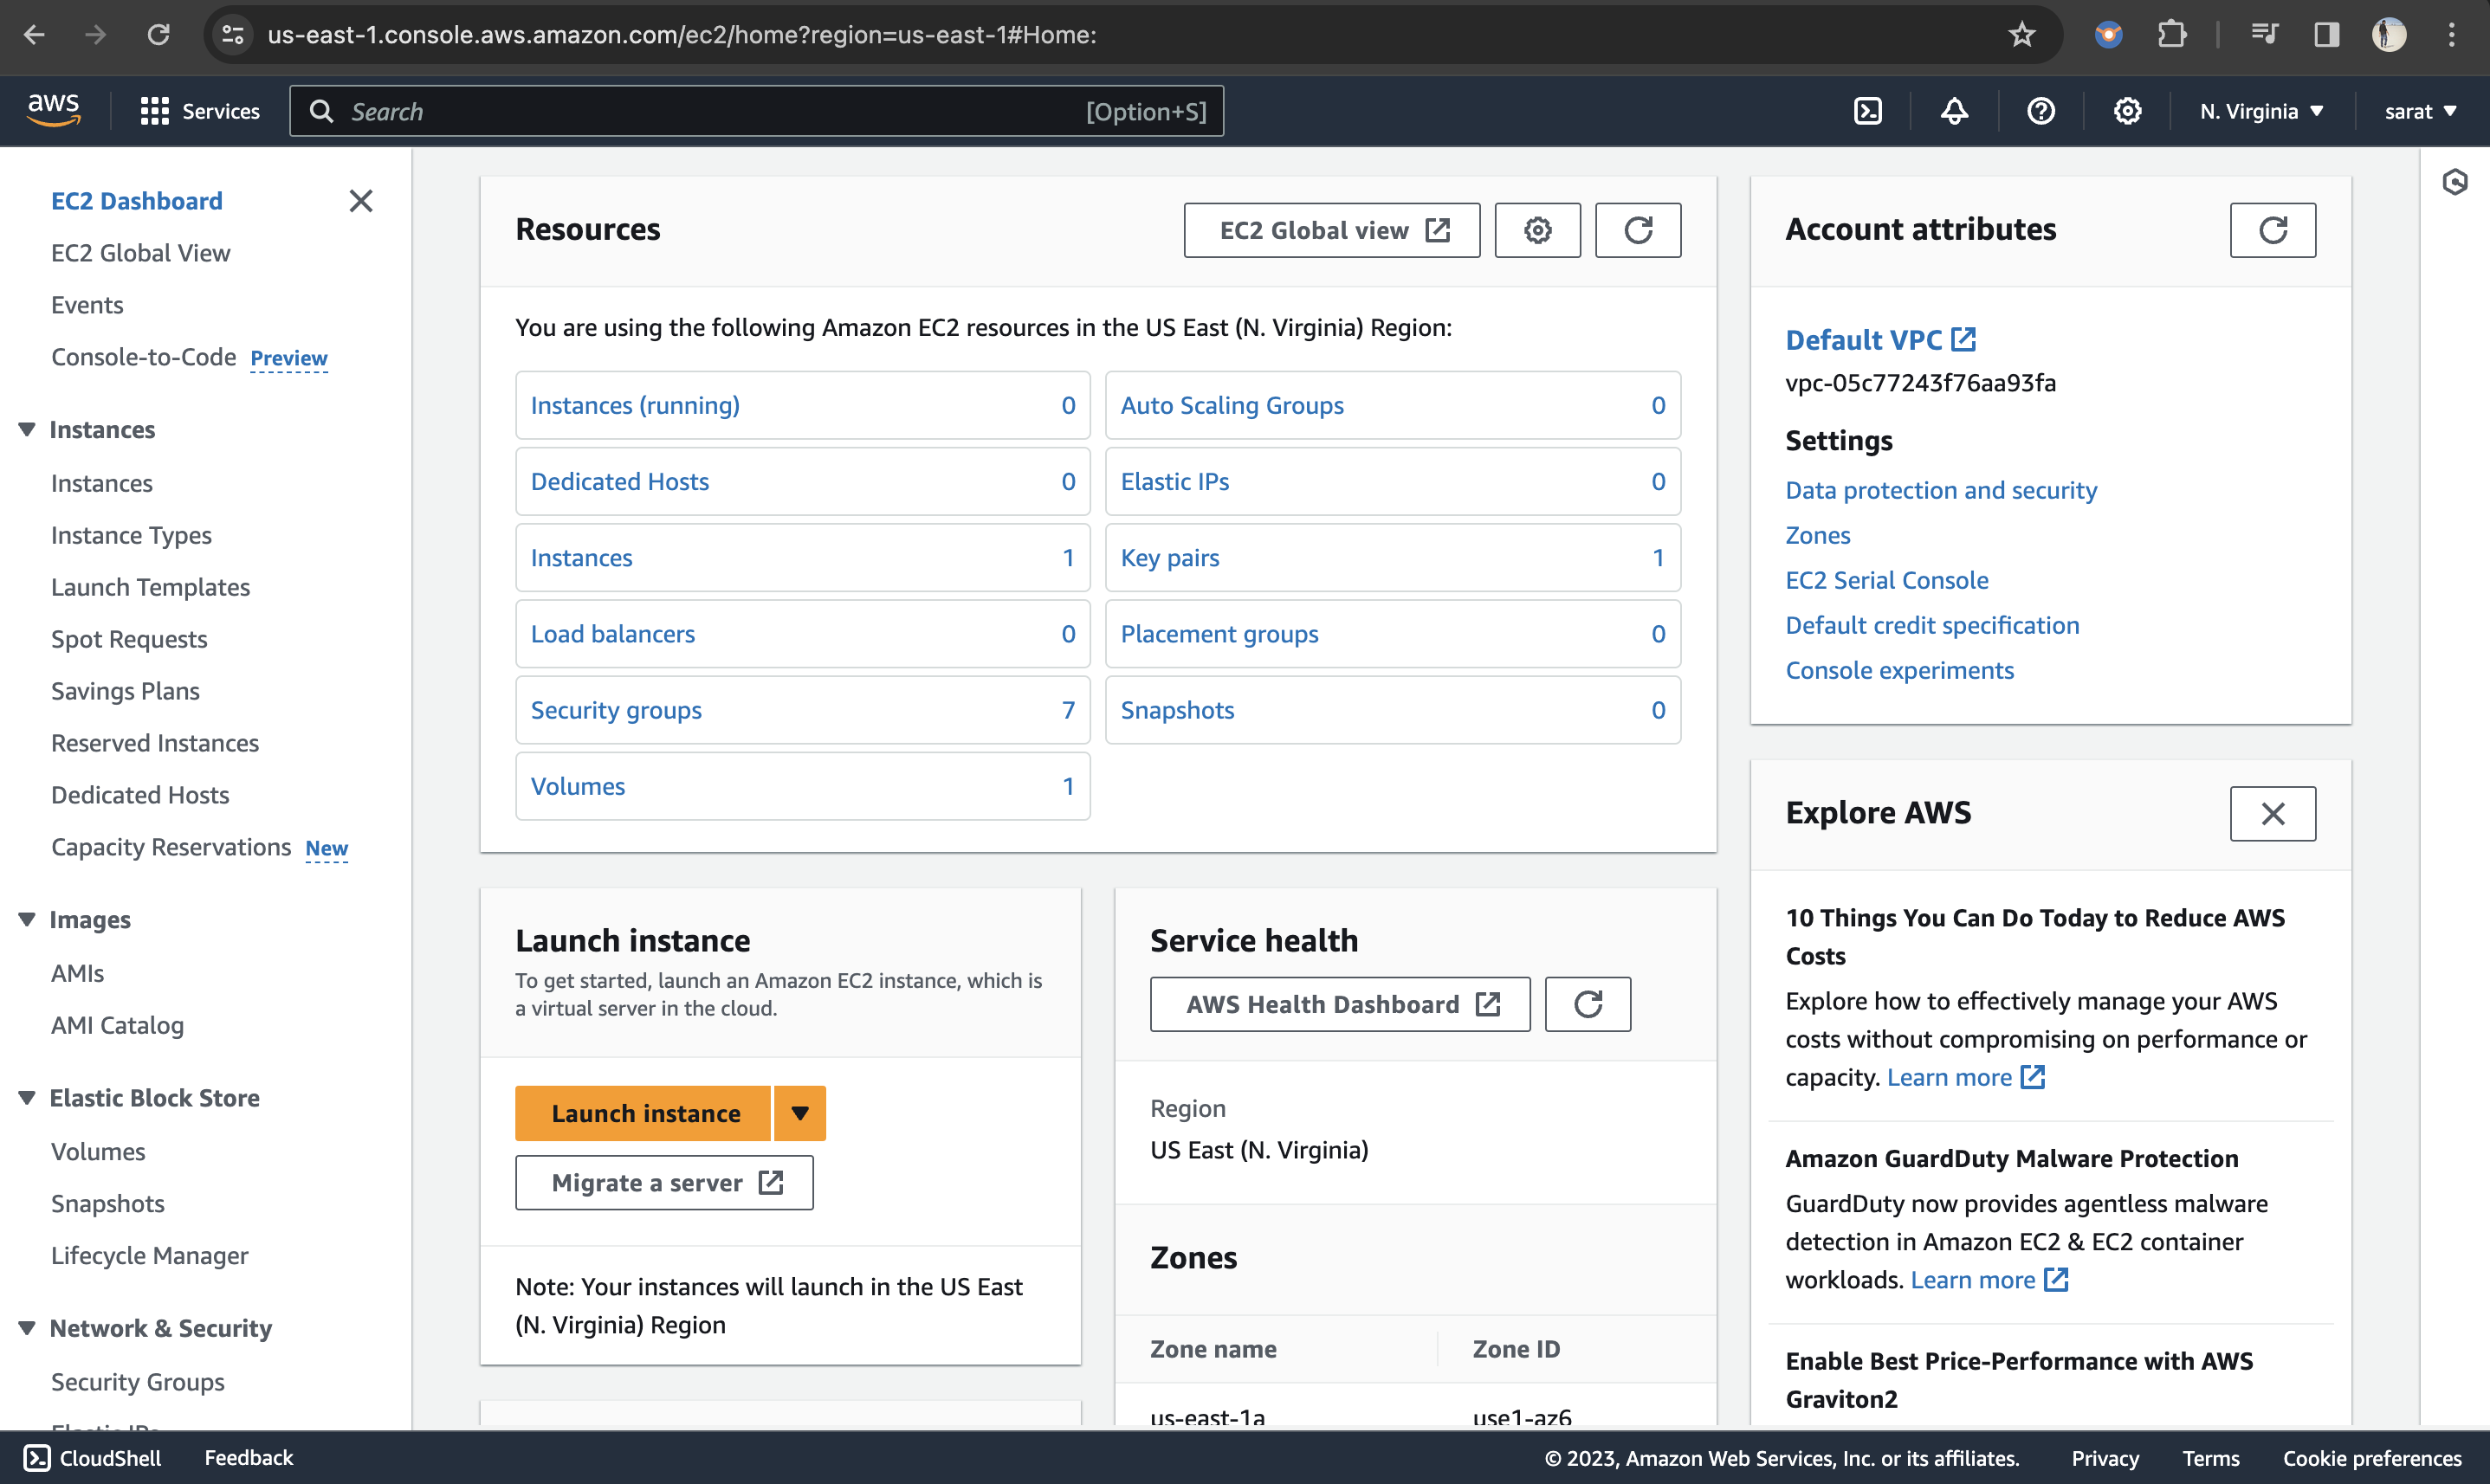 us-east-1.console.aws.amazon.com/ec2/home?region=us-east-1#Home:
aws
Services
Search
[Option+S]
N. Virginia
sarat
EC2 Dashboard
EC2 Global View
Events
Console-to-Code Preview
Instances
Instances
Instance Types
Launch Templates
Spot Requests
Savings Plans
Reserved Instances
Dedicated Hosts
Capacity Reservations New
Images
AMIs
AMI Catalog
Elastic Block Store
Volumes
Snapshots
Lifecycle Manager
Network & Security
Security Groups
Elastic IPs
Resources
EC2 Global view
You are using the following Amazon EC2 resources in the US East (N. Virginia) Region:
Instances (running) 0
Auto Scaling Groups 0
Dedicated Hosts 0
Elastic IPs 0
Instances 1
Key pairs 1
Load balancers 0
Placement groups 0
Security groups 7
Snapshots 0
Volumes 1
Launch instance
To get started, launch an Amazon EC2 instance, which is
a virtual server in the cloud.
Launch instance
Migrate a server
Note: Your instances will launch in the US East
(N. Virginia) Region
Service health
AWS Health Dashboard
Region
US East (N. Virginia)
Zones
Zone name Zone ID
us-east-1a use1-az6
Account attributes
Default VPC
vpc-05c77243f76aa93fa
Settings
Data protection and security
Zones
EC2 Serial Console
Default credit specification
Console experiments
Explore AWS
10 Things You Can Do Today to Reduce AWS
Costs
Explore how to effectively manage your AWS
costs without compromising on performance or
capacity. Learn more
Amazon GuardDuty Malware Protection
GuardDuty now provides agentless malware
detection in Amazon EC2 & EC2 container
workloads. Learn more
Enable Best Price-Performance with AWS
Graviton2
CloudShell
Feedback
© 2023, Amazon Web Services, Inc. or its affiliates.
Privacy
Terms
Cookie preferences